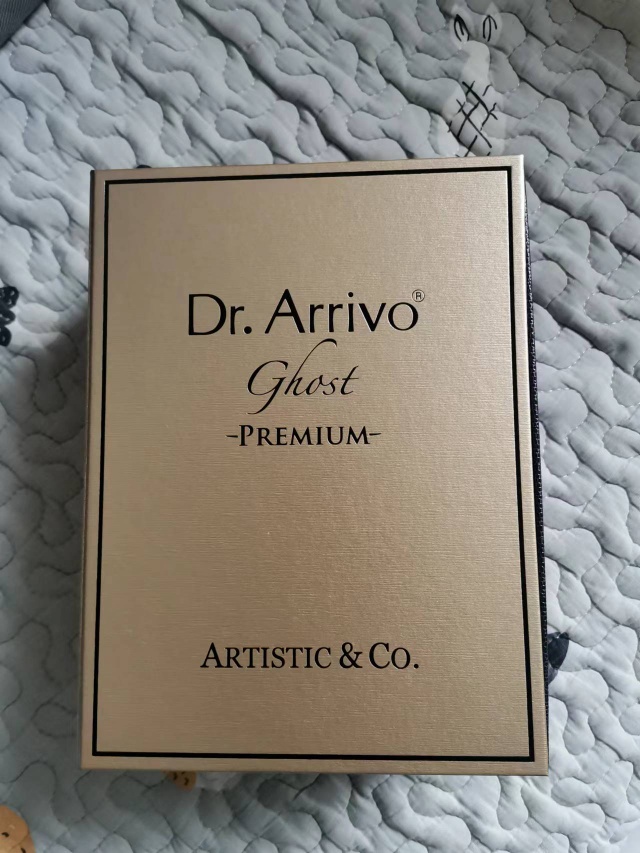 Dr. Arrivo®
Ghost
-PREMIUM-
ARTISTIC & CO.